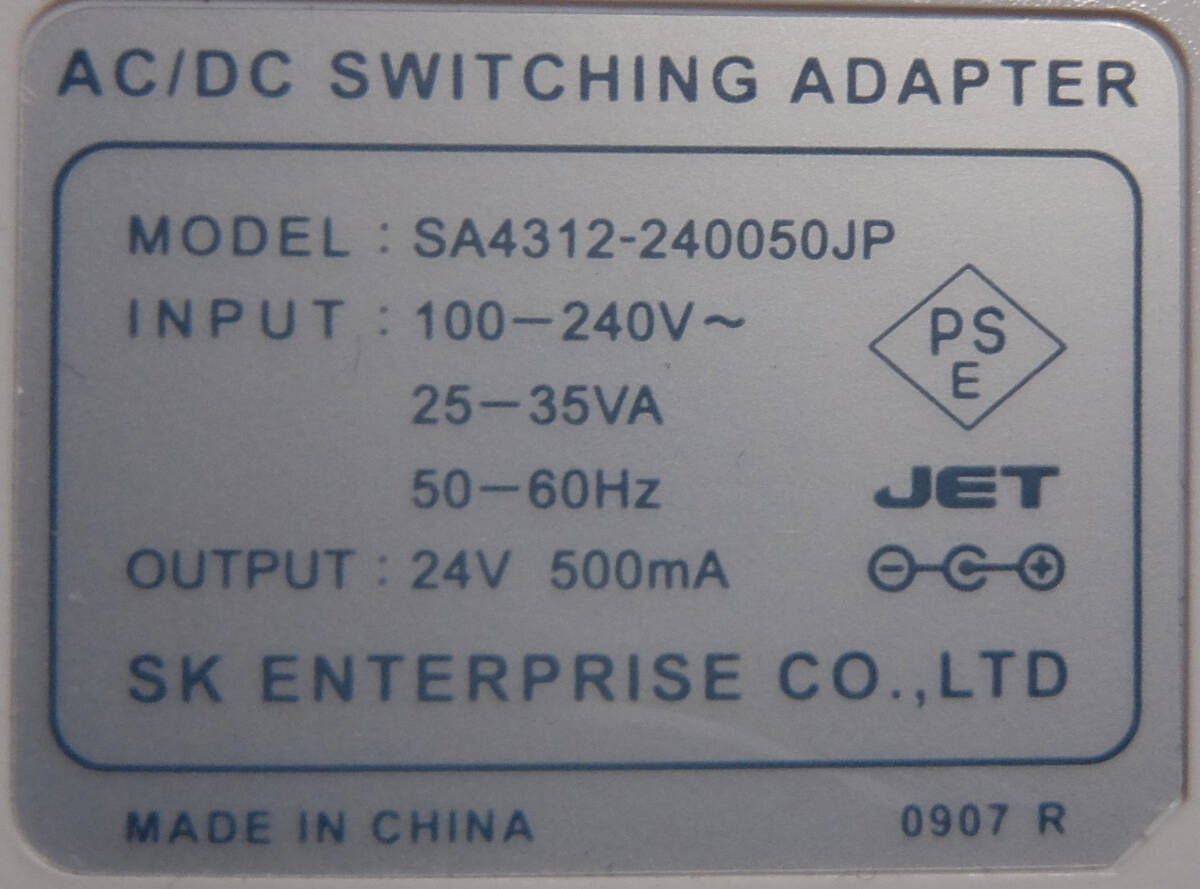 AC/DC SWITCHING ADAPTER
MODEL : SA4312-240050JP
INPUT : 100-240V~
25-35VA
50-60Hz
PS
E
JET
OUTPUT : 24V 500mA
SK ENTERPRISE CO.,LTD
MADE IN CHINA 0907 R